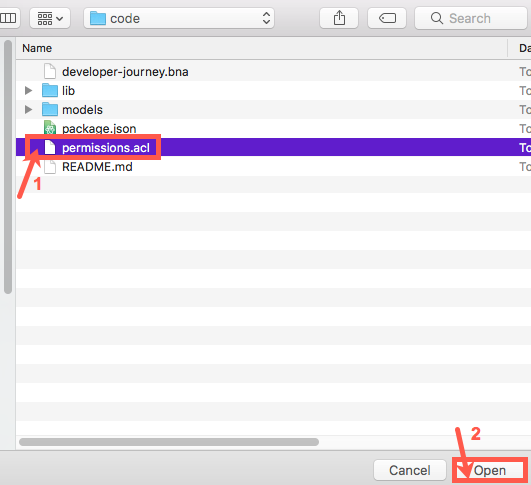 code
Search
Name
developer-journey.bna To
lib To
models To
package.json To
permissions.acl To
1
README.md To
2
Cancel
Open